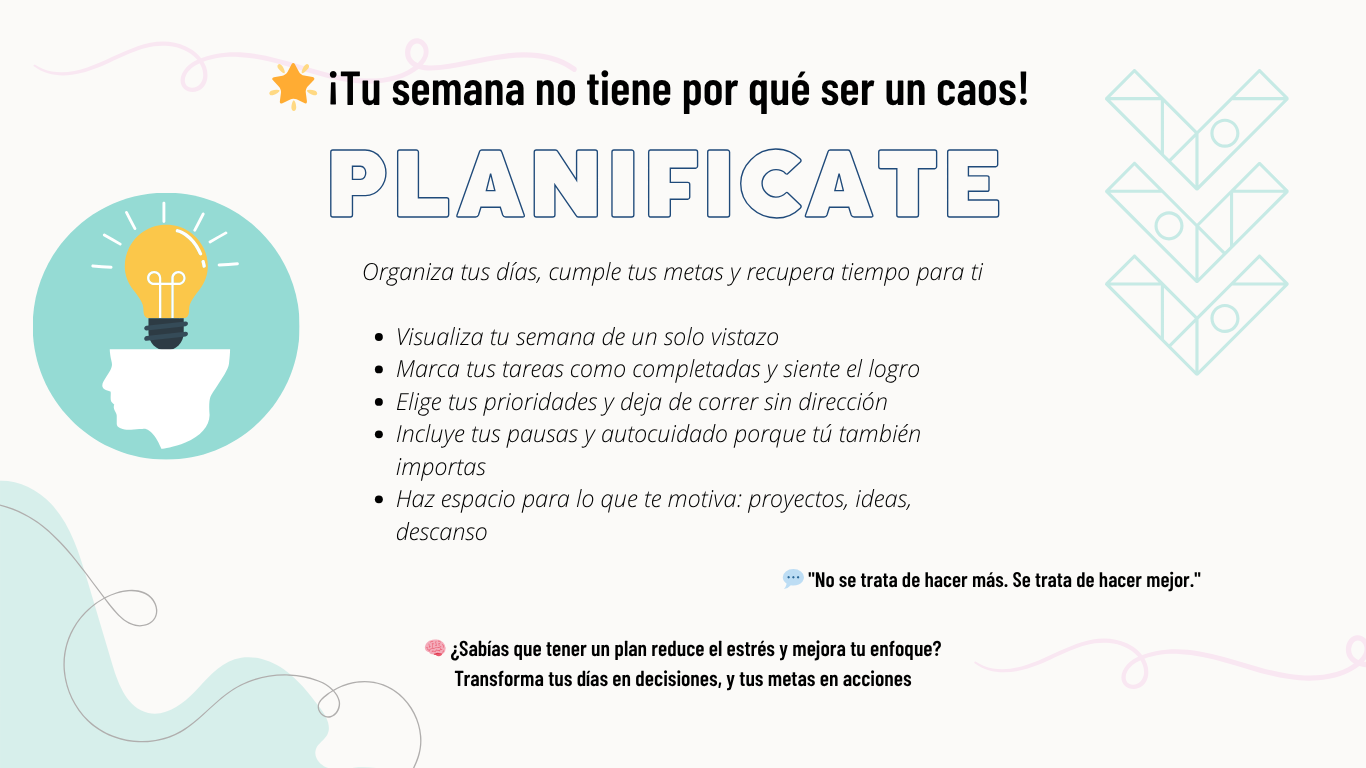 🌟 ¡Tu semana no tiene por qué ser un caos!
PLANIFICATE
Organiza tus días, cumple tus metas y recupera tiempo para ti
• Visualiza tu semana de un solo vistazo
• Marca tus tareas como completadas y siente el logro
• Elige tus prioridades y deja de correr sin dirección
• Incluye tus pausas y autocuidado porque tú también
importas
• Haz espacio para lo que te motiva: proyectos, ideas,
descanso
💬 "No se trata de hacer más. Se trata de hacer mejor."
🧠 ¿Sabías que tener un plan reduce el estrés y mejora tu enfoque?
Transforma tus días en decisiones, y tus metas en acciones